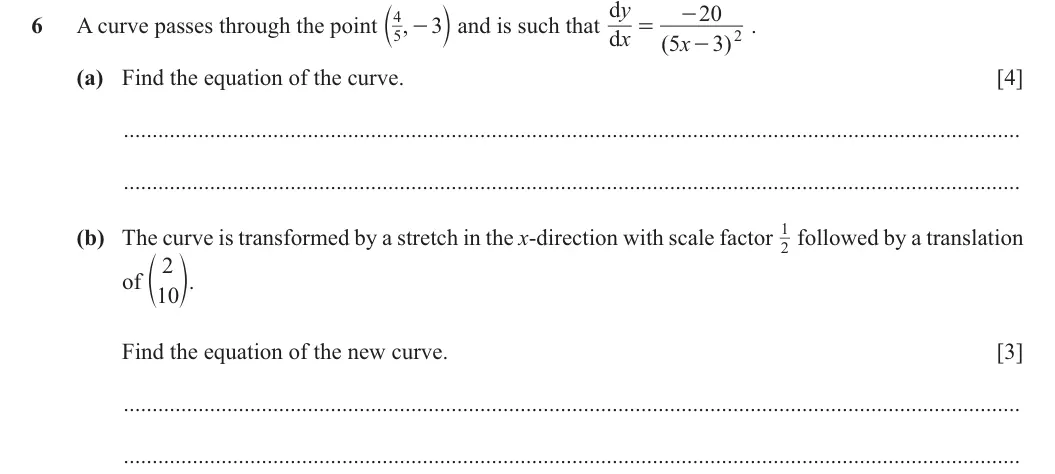 6 A curve passes through the point (4/5, −3) and is such that dy/dx = −20/(5x − 3)² .
(a) Find the equation of the curve. [4]
(b) The curve is transformed by a stretch in the x-direction with scale factor 1/2 followed by a translation
of (2 10).
Find the equation of the new curve. [3]